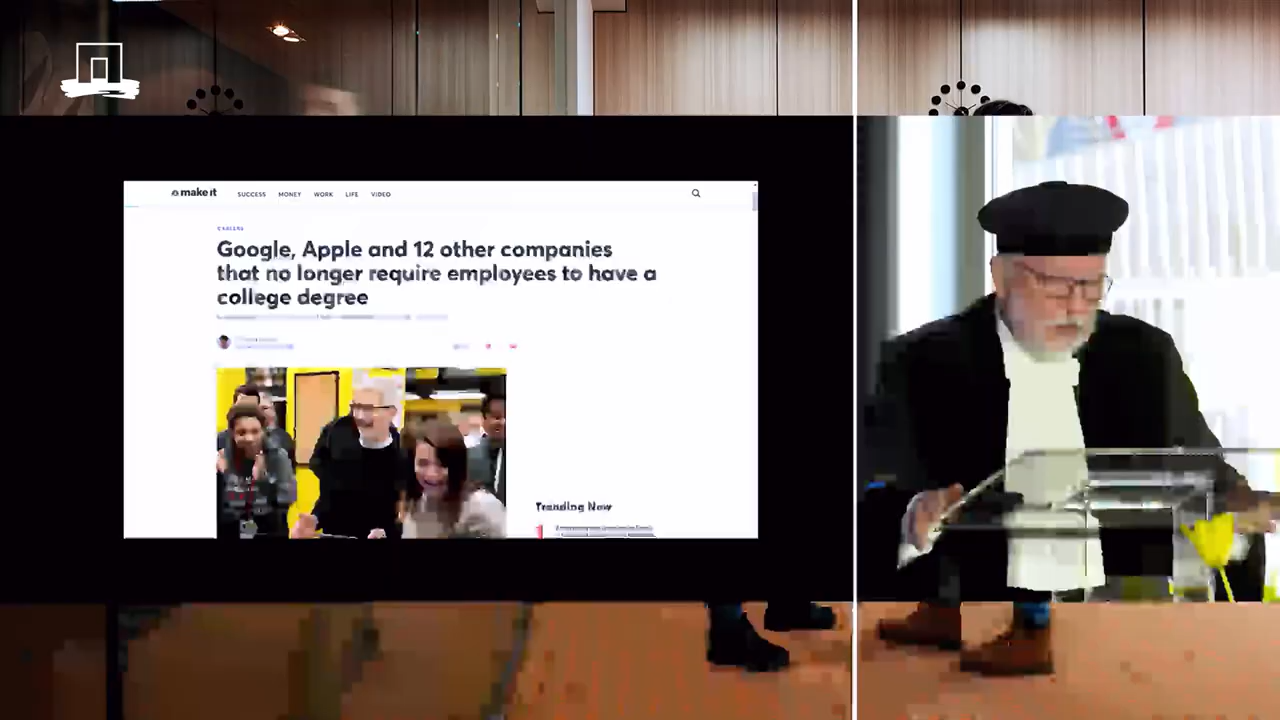 make it
SUCCESS MONEY WORK LIFE VIDEO
CAREERS
Google, Apple and 12 other companies
that no longer require employees to have a
college degree
Trending Now